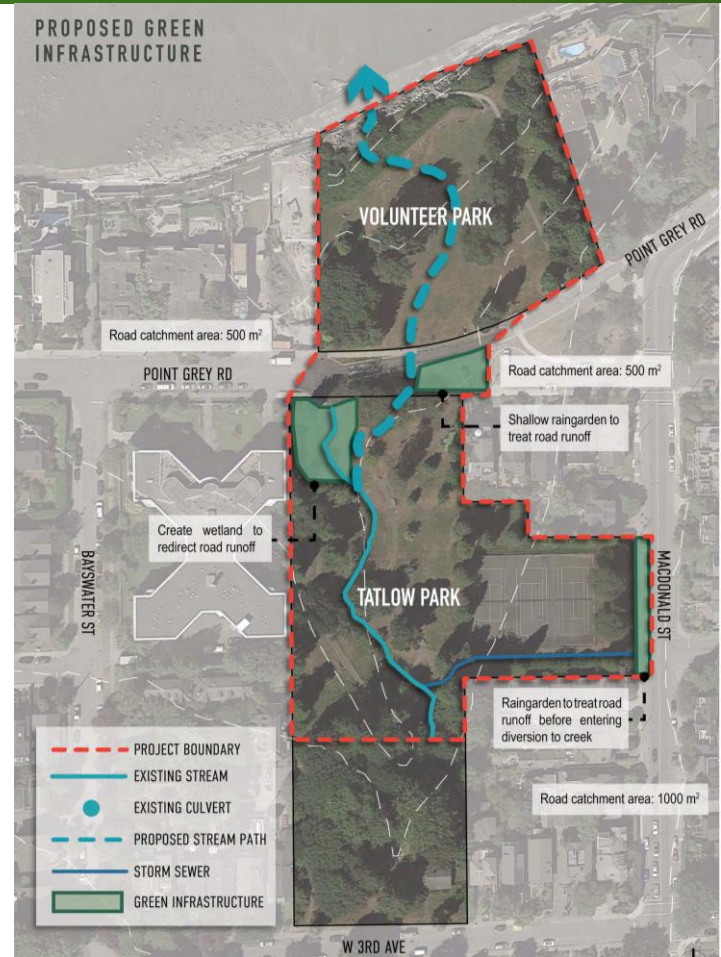 PROPOSED GREEN
INFRASTRUCTURE
VOLUNTEER PARK
POINT GREY RD
Road catchment area: 500 m²
POINT GREY RD
Road catchment area: 500 m²
Shallow raingarden to
treat road runoff
Create wetland to
redirect road runoff
BAYSWATER ST
TATLOW PARK
MACDONALD ST
Raingarden to treat road
runoff before entering
diversion to creek
Road catchment area: 1000 m²
PROJECT BOUNDARY
EXISTING STREAM
EXISTING CULVERT
PROPOSED STREAM PATH
STORM SEWER
GREEN INFRASTRUCTURE
W 3RD AVE